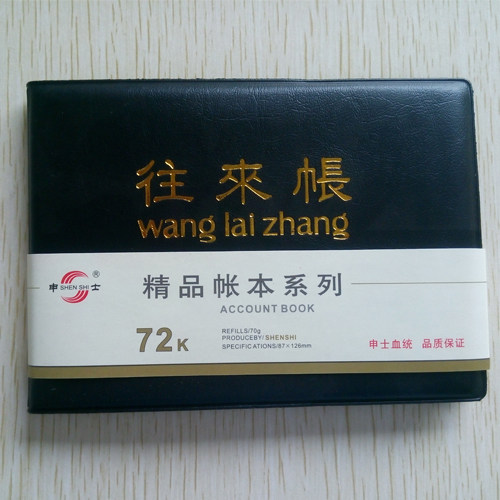 往來帳
wang lai zhang
申 SHEN SHI 士 ®
精品帐本系列
ACCOUNT BOOK
72K
REFILLS/70g
PRODUCEBY/SHENSHI
SPECIFICATIONS/87×126mm
申士血统 品质保证